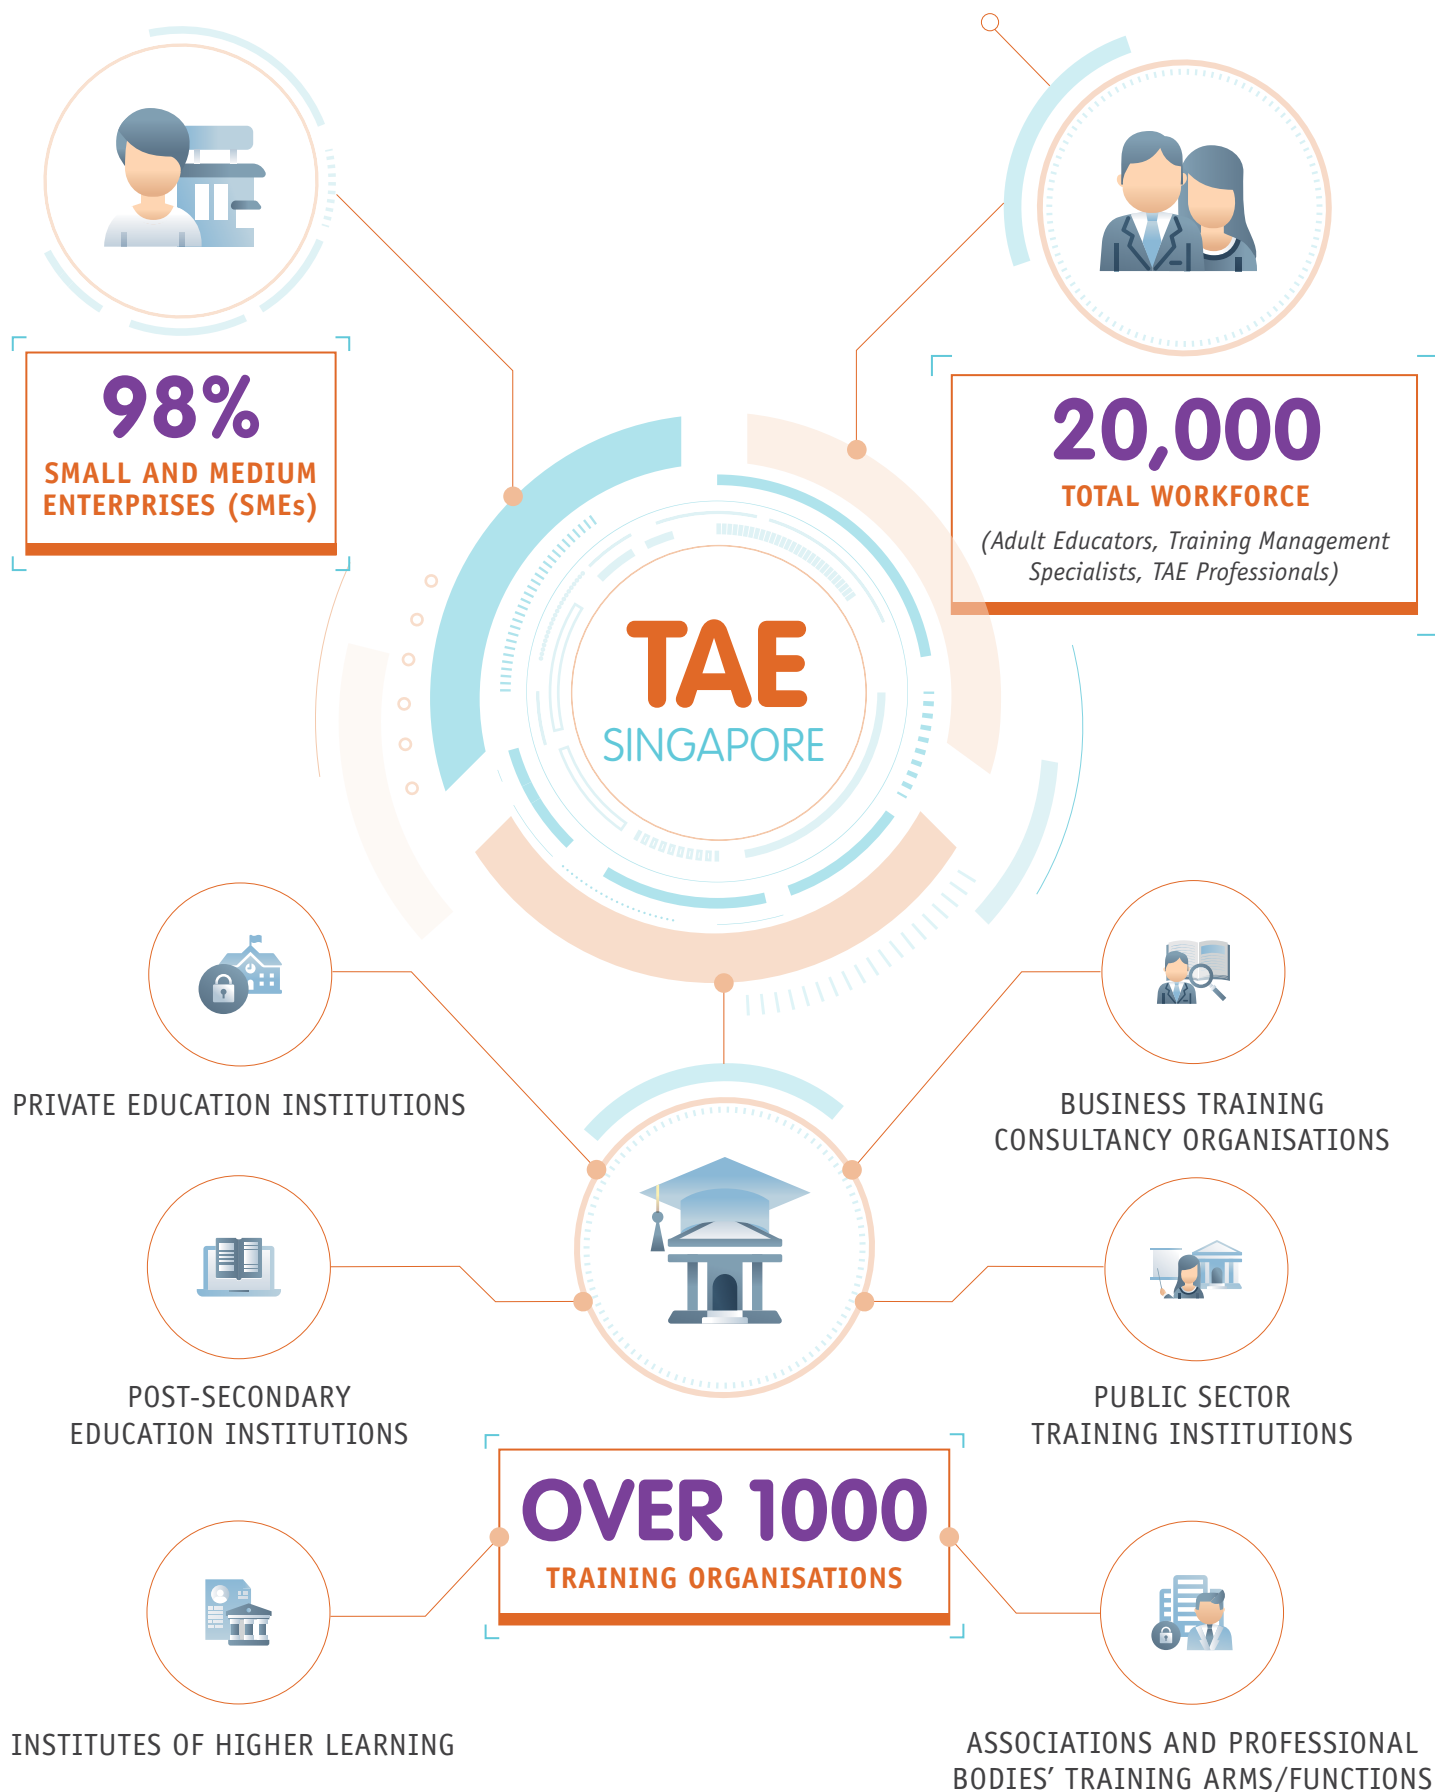 98%
SMALL AND MEDIUM
ENTERPRISES (SMEs)
20,000
TOTAL WORKFORCE
(Adult Educators, Training Management
Specialists, TAE Professionals)
TAE
SINGAPORE
PRIVATE EDUCATION INSTITUTIONS
BUSINESS TRAINING
CONSULTANCY ORGANISATIONS
POST-SECONDARY
EDUCATION INSTITUTIONS
PUBLIC SECTOR
TRAINING INSTITUTIONS
OVER 1000
TRAINING ORGANISATIONS
INSTITUTES OF HIGHER LEARNING
ASSOCIATIONS AND PROFESSIONAL
BODIES’ TRAINING ARMS/FUNCTIONS